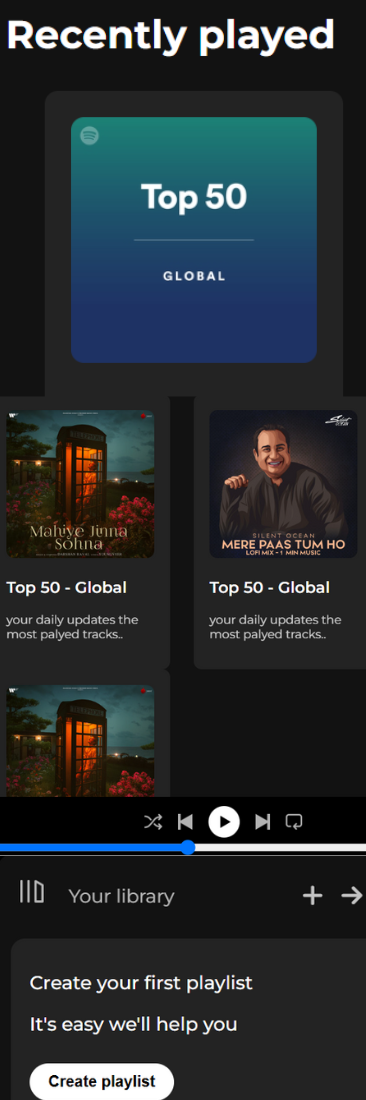 Recently played
Top 50
GLOBAL
Mahiye Jinna
Sohna
Silent
OCEAN
SILENT OCEAN
MERE PAAS TUM HO
LOFI MIX • 1 MIN MUSIC
Top 50 - Global
your daily updates the
most palyed tracks..
Top 50 - Global
your daily updates the
most palyed tracks..
Your library
Create your first playlist
It's easy we'll help you
Create playlist